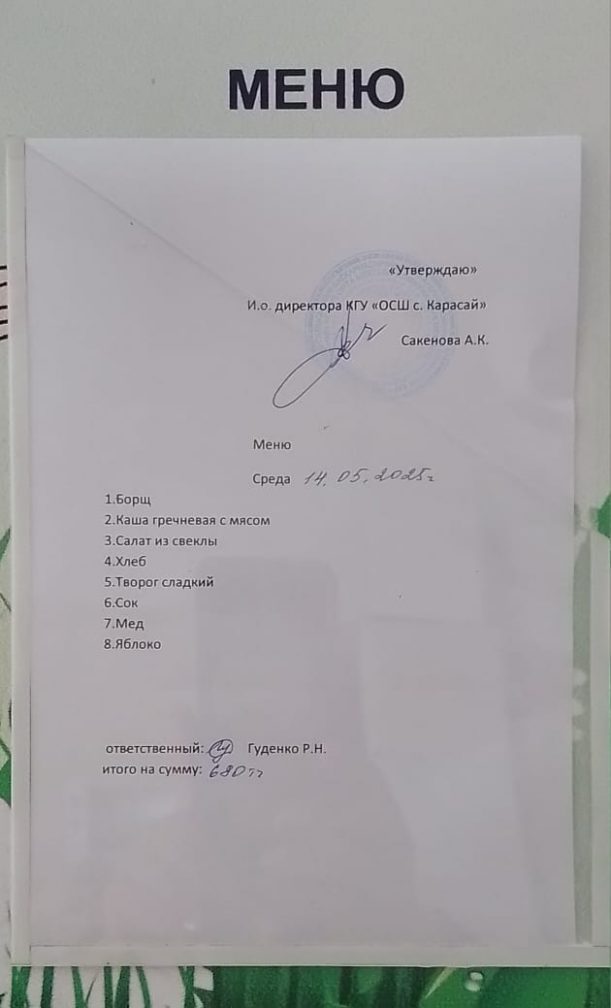 МЕНЮ
«Утверждаю»
И.о. директора КГУ «ОСШ с. Карасай»
Сакенова А.К.
Меню
Среда 14.05.2025г
1.Борщ
2.Каша гречневая с мясом
3.Салат из свеклы
4.Хлеб
5.Творог сладкий
6.Сок
7.Мед
8.Яблоко
ответственный: Гуденко Р.Н.
итого на сумму: 680тг